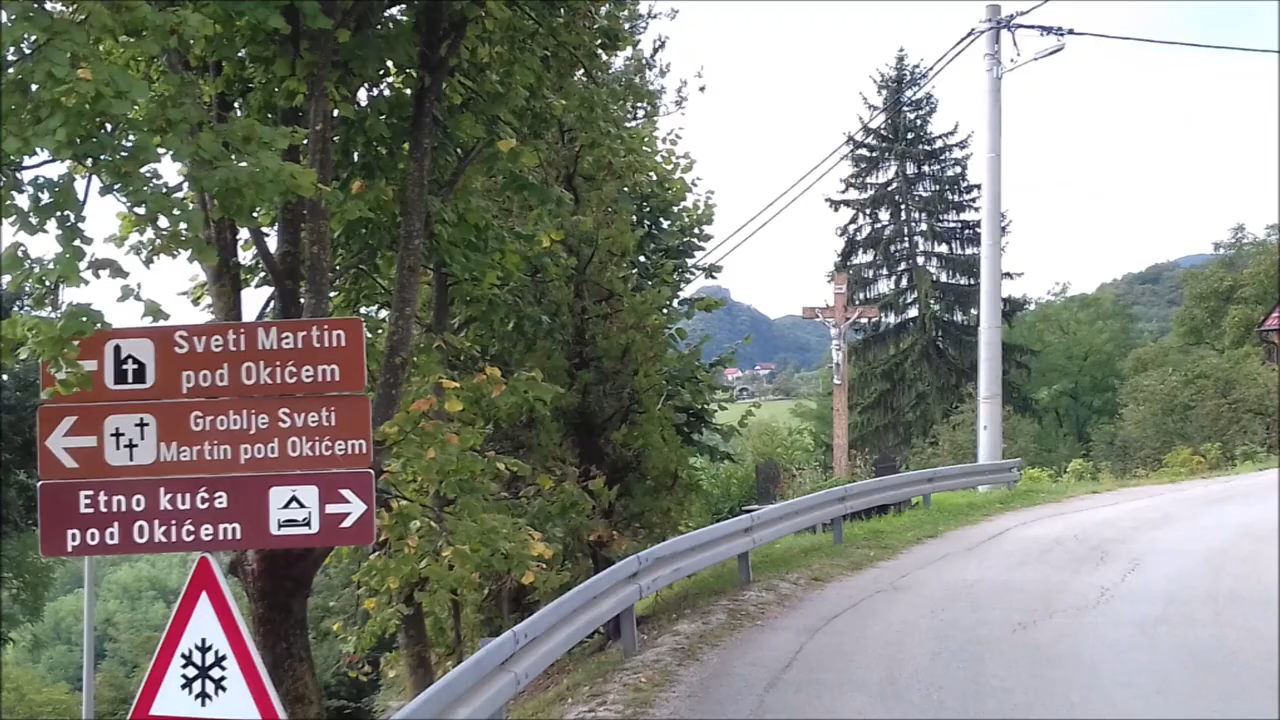 Sveti Martin
pod Okićem
Groblje Sveti
Martin pod Okićem
Etno kuća
pod Okićem